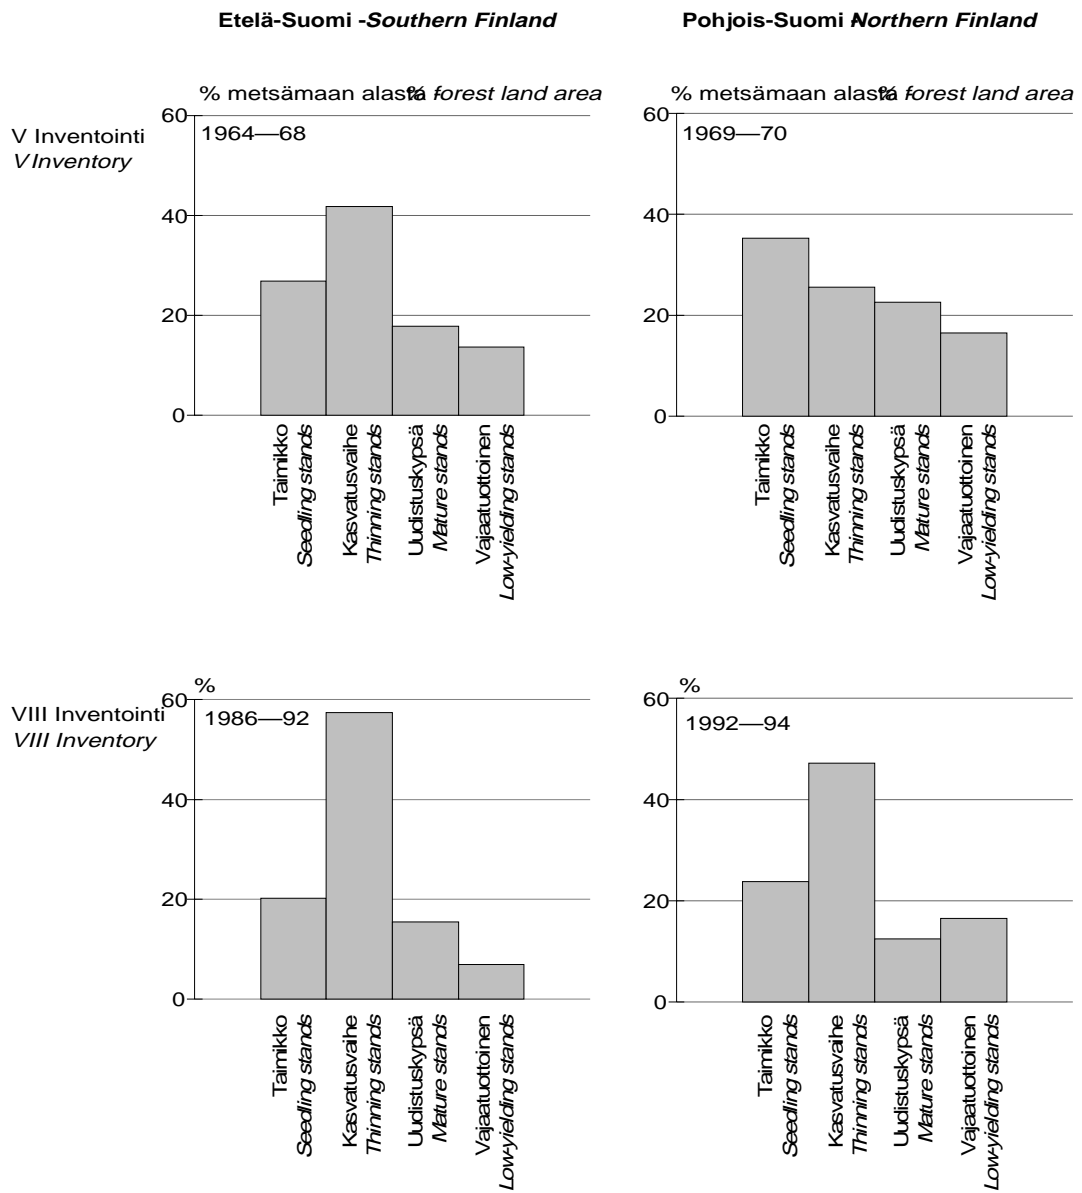 Etelä-Suomi -Southern Finland
Pohjois-Suomi -Northern Finland
V Inventointi
V Inventory
% metsämaan alasta -% forest land area
1964—68
60
40
20
0
Taimikko
Seedling stands
Kasvatusvaihe
Thinning stands
Uudistuskypsä
Mature stands
Vajaatuottoinen
Low-yielding stands
% metsämaan alasta -% forest land area
1969—70
60
40
20
0
Taimikko
Seedling stands
Kasvatusvaihe
Thinning stands
Uudistuskypsä
Mature stands
Vajaatuottoinen
Low-yielding stands
VIII Inventointi
VIII Inventory
%
1986—92
60
40
20
0
Taimikko
Seedling stands
Kasvatusvaihe
Thinning stands
Uudistuskypsä
Mature stands
Vajaatuottoinen
Low-yielding stands
%
1992—94
60
40
20
0
Taimikko
Seedling stands
Kasvatusvaihe
Thinning stands
Uudistuskypsä
Mature stands
Vajaatuottoinen
Low-yielding stands